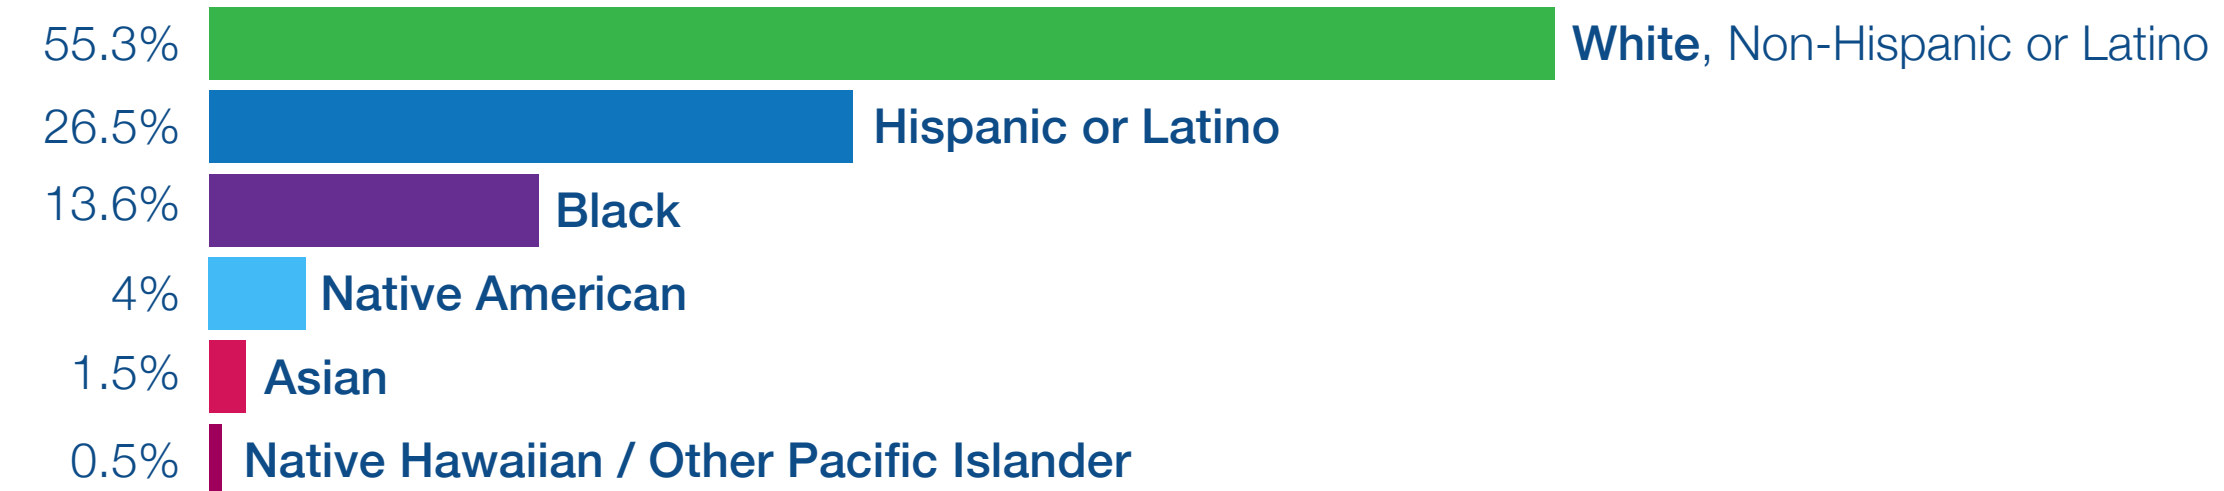 55.3% White, Non-Hispanic or Latino
26.5% Hispanic or Latino
13.6% Black
4% Native American
1.5% Asian
0.5% Native Hawaiian / Other Pacific Islander